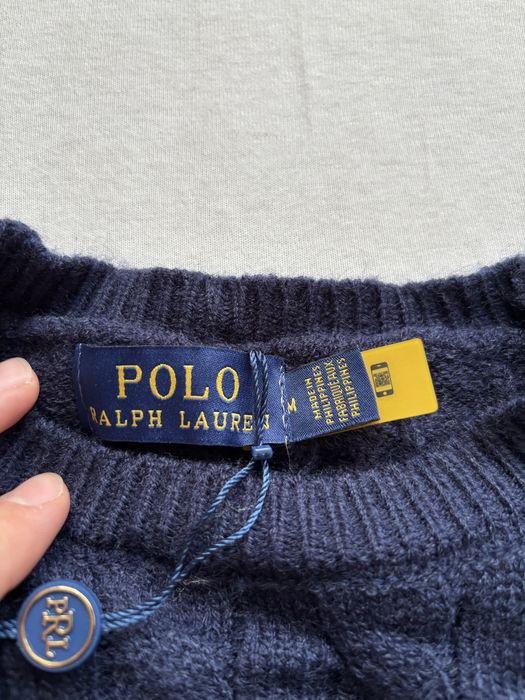 POLO
RALPH LAUREN
M
MADE IN
PHILIPPINES
FABRIQUÉ AUX
PHILIPPINES
PRL